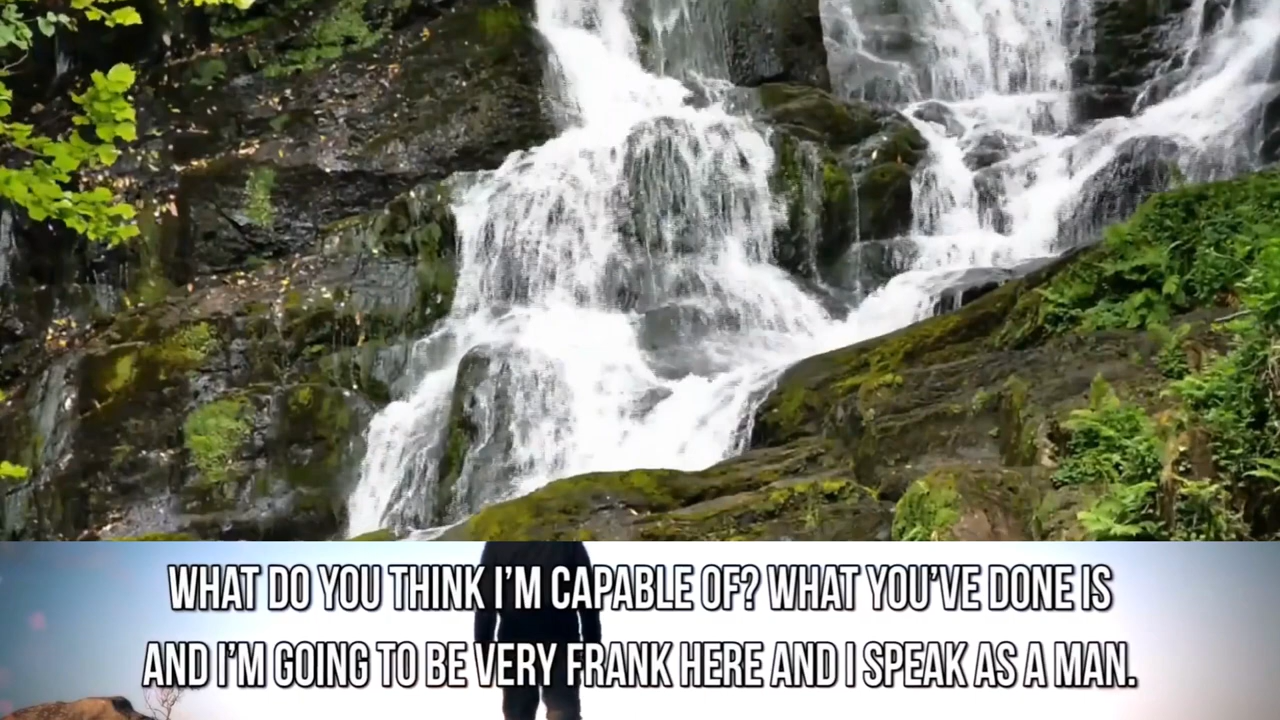 WHAT DO YOU THINK I’M CAPABLE OF? WHAT YOU’VE DONE IS
AND I’M GOING TO BE VERY FRANK HERE AND I SPEAK AS A MAN.